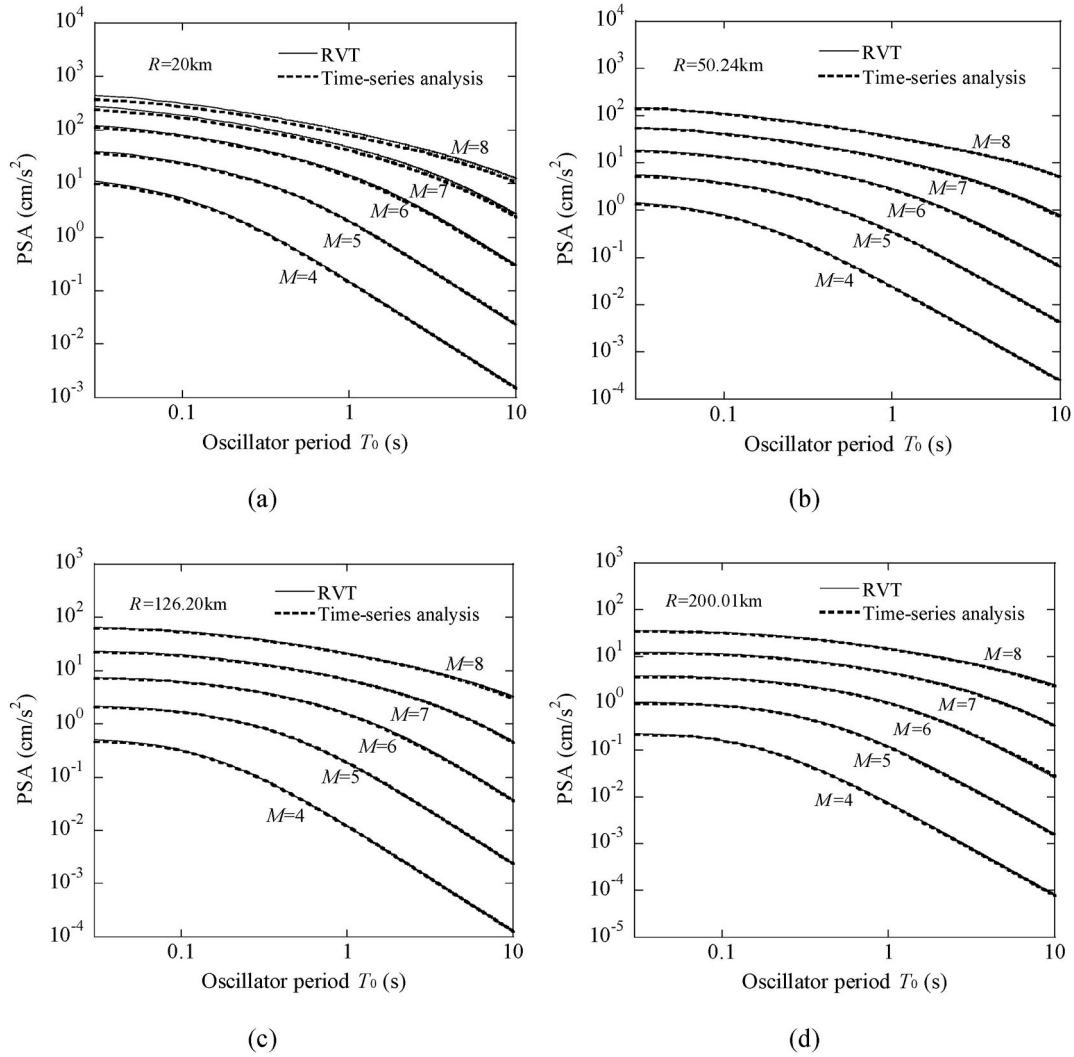 10^4
10^3
10^2
10^1
10^0
10^-1
10^-2
10^-3
PSA (cm/s^2)
R=20km
RVT
Time-series analysis
M=8
M=7
M=6
M=5
M=4
0.1
1
10
Oscillator period T_0 (s)
(a)
10^4
10^3
10^2
10^1
10^0
10^-1
10^-2
10^-3
10^-4
PSA (cm/s^2)
R=50.24km
RVT
Time-series analysis
M=8
M=7
M=6
M=5
M=4
0.1
1
10
Oscillator period T_0 (s)
(b)
10^3
10^2
10^1
10^0
10^-1
10^-2
10^-3
10^-4
PSA (cm/s^2)
R=126.20km
RVT
Time-series analysis
M=8
M=7
M=6
M=5
M=4
0.1
1
10
Oscillator period T_0 (s)
(c)
10^3
10^2
10^1
10^0
10^-1
10^-2
10^-3
10^-4
10^-5
PSA (cm/s^2)
R=200.01km
RVT
Time-series analysis
M=8
M=7
M=6
M=5
M=4
0.1
1
10
Oscillator period T_0 (s)
(d)